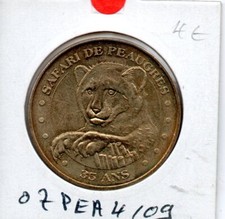 4€
SAFARI DE PEAUGRES
35 ANS
07 PEA 4/09